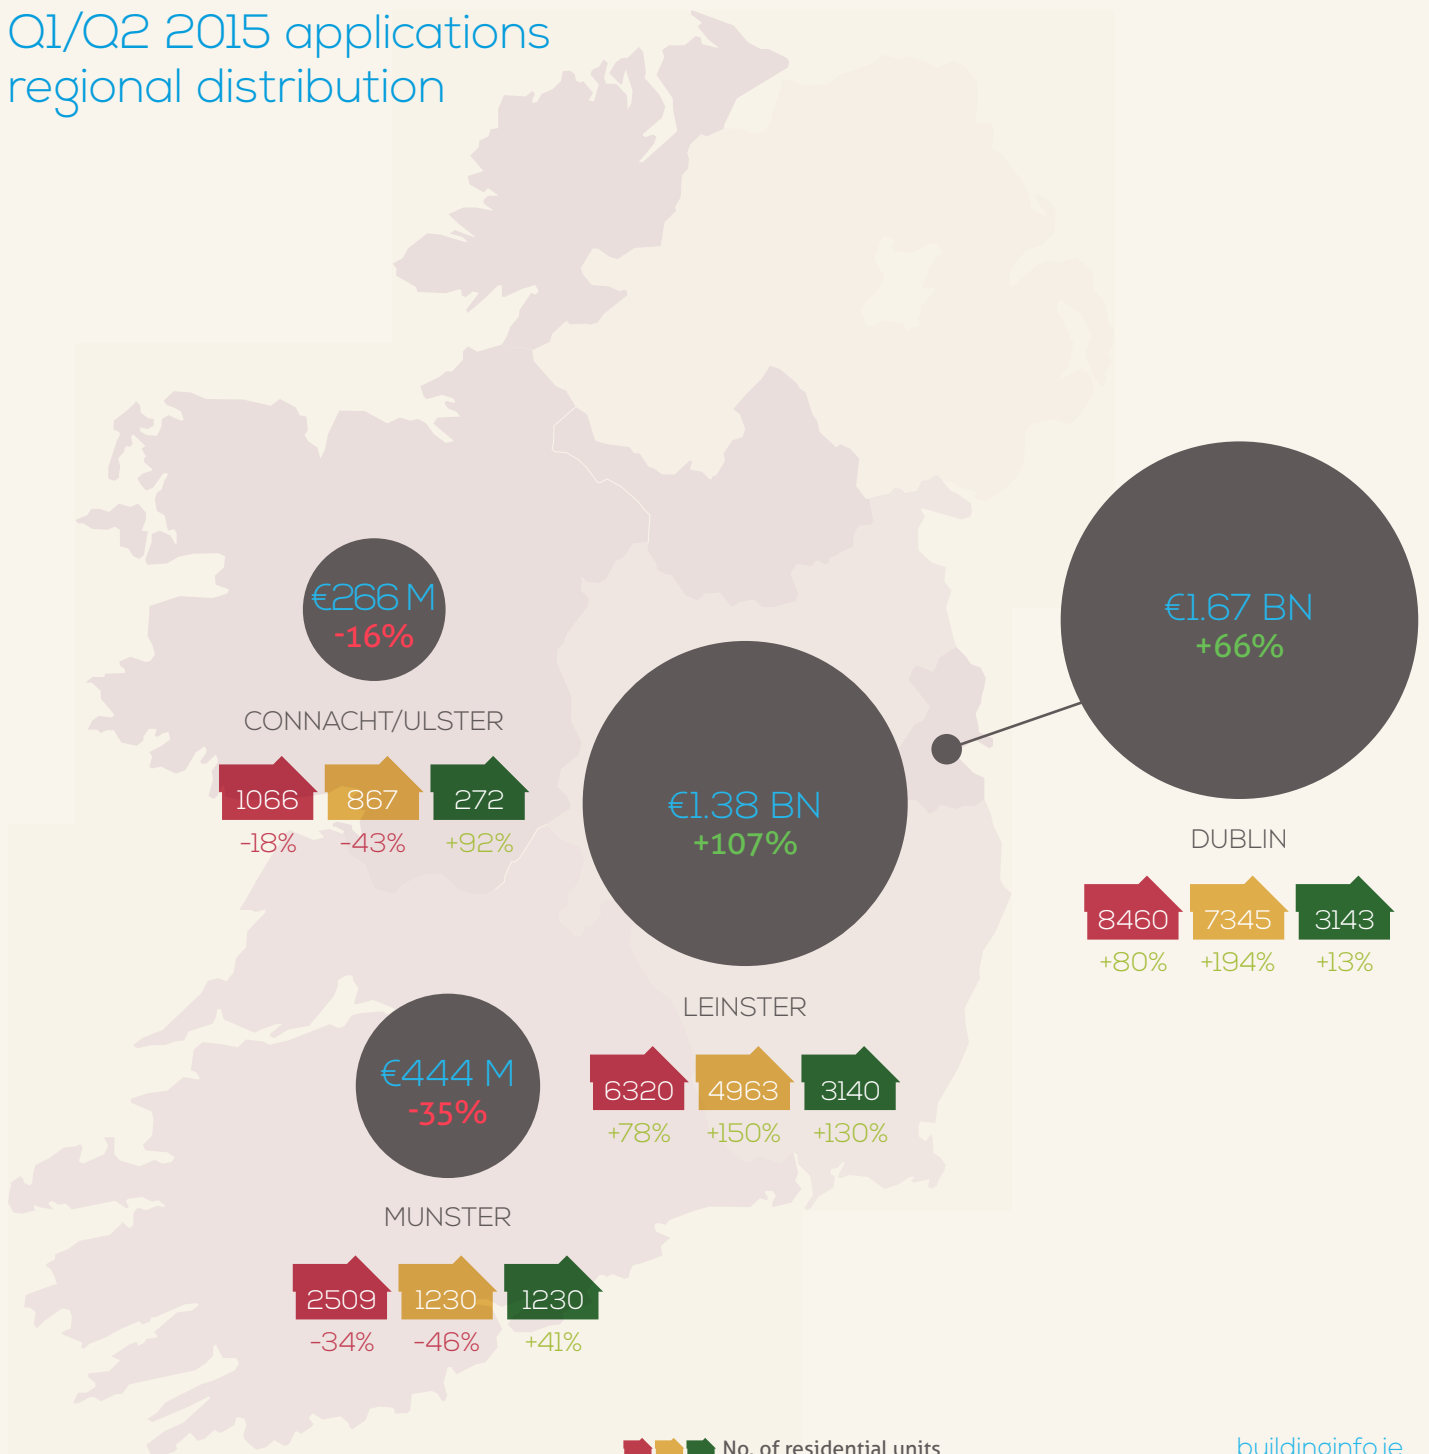 Q1/Q2 2015 applications
regional distribution
€266 M
-16%
CONNACHT/ULSTER
1066 867 272
-18% -43% +92%
€1.67 BN
+66%
DUBLIN
8460 7345 3143
+80% +194% +13%
€1.38 BN
+107%
LEINSTER
6320 4963 3140
+78% +150% +130%
€444 M
-35%
MUNSTER
2509 1230 1230
-34% -46% +41%
No. of residential units
buildinginfo.ie